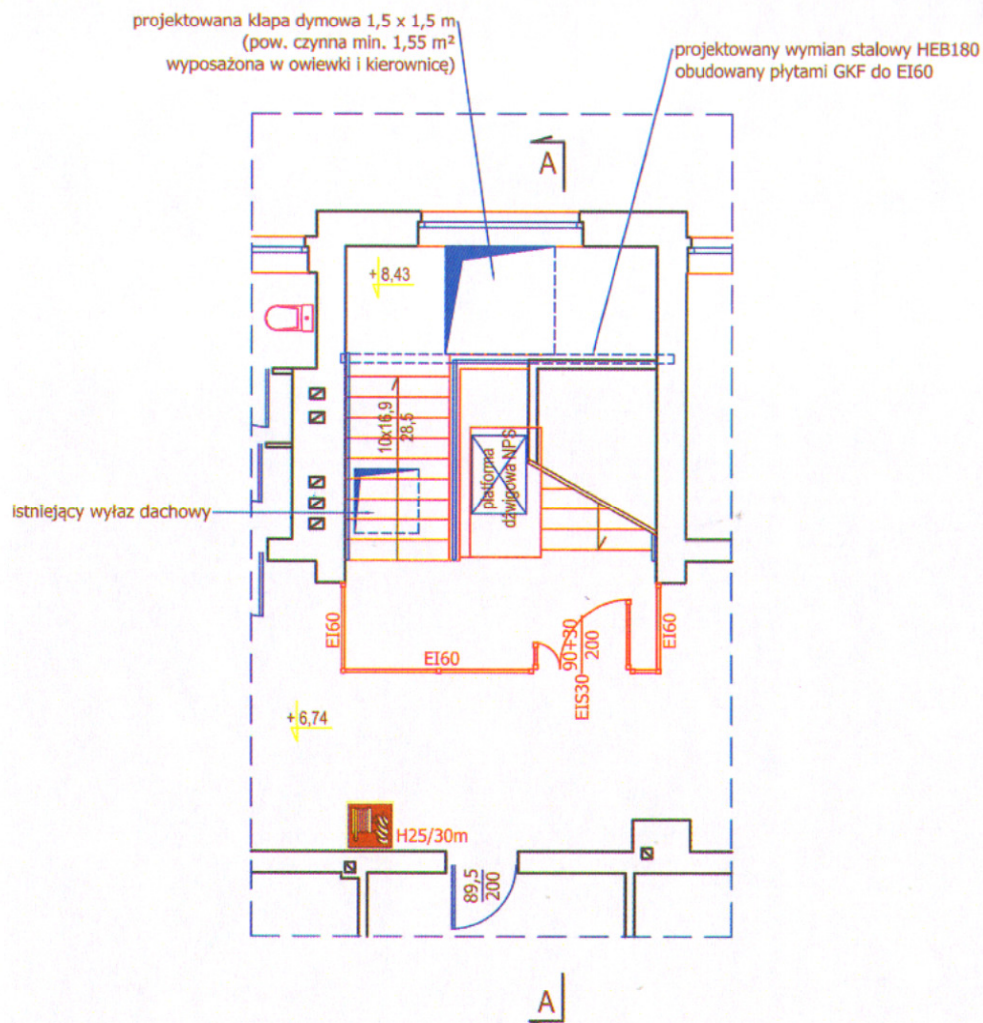 projektowana klapa dymowa 1,5 x 1,5 m
(pow. czynna min. 1,55 m²
wyposażona w owiewki i kierownicę)
projektowany wymian stalowy HEB180
obudowany płytami GKF do EI60
A
+ 8,43
10x16,9
28,5
platforma
dźwigowa NPS
istniejący wyłaz dachowy
EI60
EI60
90+30
200
EIS30
EI60
+ 6,74
H25/30m
89,5
200
A